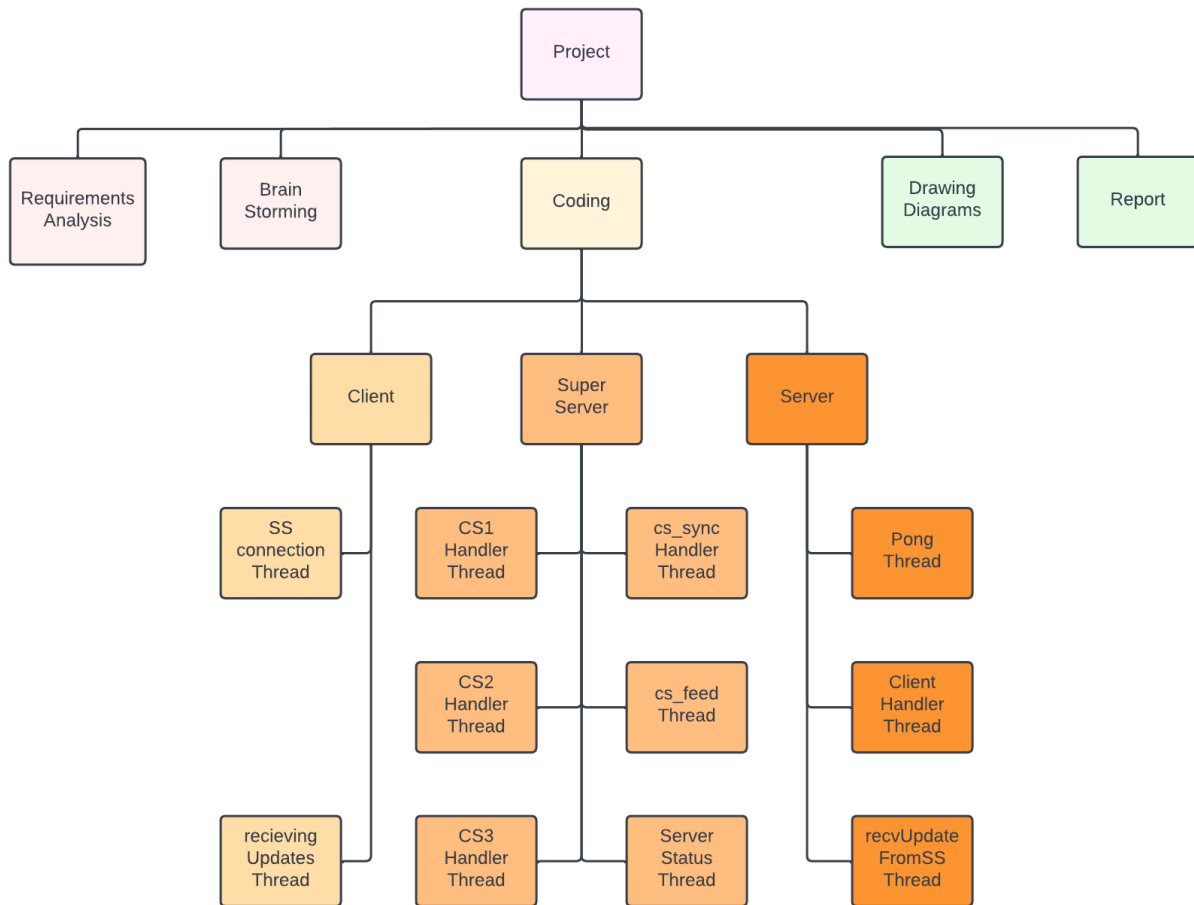 Project
Requirements
Analysis
Brain
Storming
Coding
Drawing
Diagrams
Report
Client
Super
Server
Server
SS
connection
Thread
CS1
Handler
Thread
cs_sync
Handler
Thread
Pong
Thread
CS2
Handler
Thread
cs_feed
Thread
Client
Handler
Thread
recieving
Updates
Thread
CS3
Handler
Thread
Server
Status
Thread
recvUpdate
FromSS
Thread